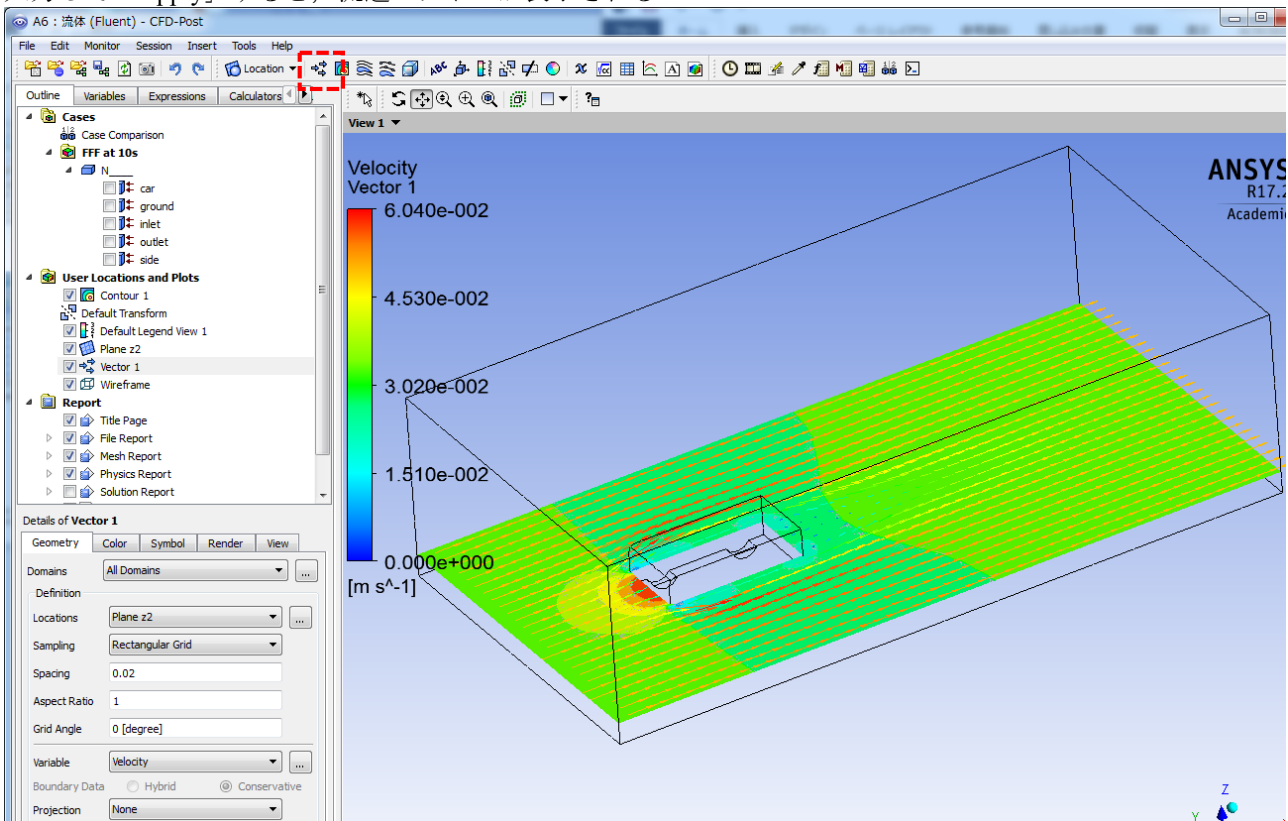 A6 : 流体 (Fluent) - CFD-Post
File Edit Monitor Session Insert Tools Help
Location
Outline Variables Expressions Calculators
View 1
Cases
Case Comparison
FFF at 10s
N____
car
ground
inlet
outlet
side
User Locations and Plots
Contour 1
Default Transform
Default Legend View 1
Plane z2
Vector 1
Wireframe
Report
Title Page
File Report
Mesh Report
Physics Report
Solution Report
Details of Vector 1
Geometry Color Symbol Render View
Domains All Domains ...
Definition
Locations Plane z2 ...
Sampling Rectangular Grid
Spacing 0.02
Aspect Ratio 1
Grid Angle 0 [degree]
Variable Velocity ...
Boundary Data Hybrid Conservative
Projection None
Velocity
Vector 1
6.040e-002
4.530e-002
3.020e-002
1.510e-002
0.000e+000
[m s^-1]
ANSYS
R17.2
Academic
Z
Y